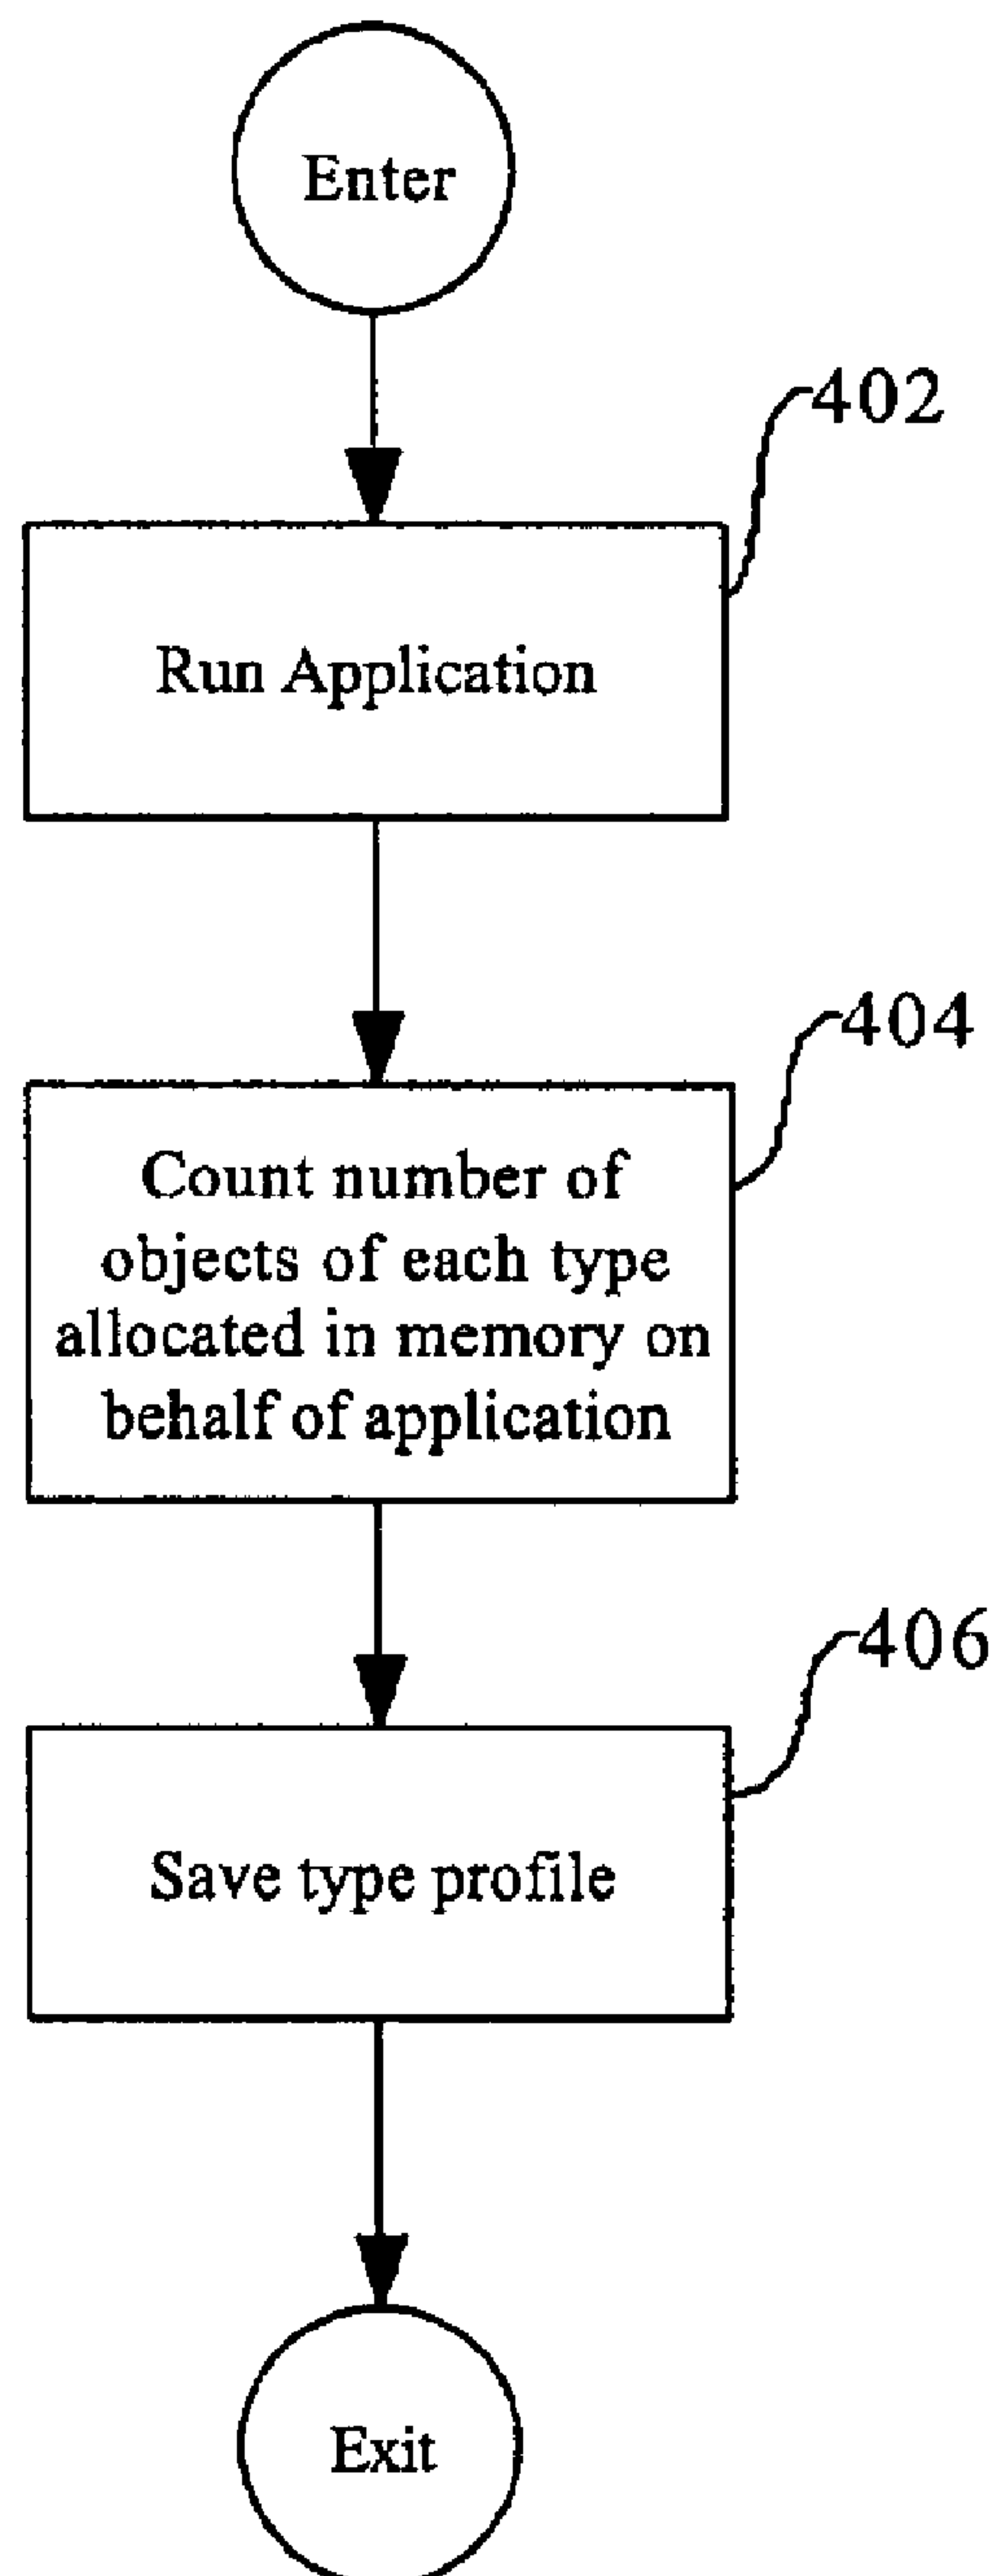 Enter
402
Run Application
404
Count number of
objects of each type
allocated in memory on
behalf of application
406
Save type profile
Exit